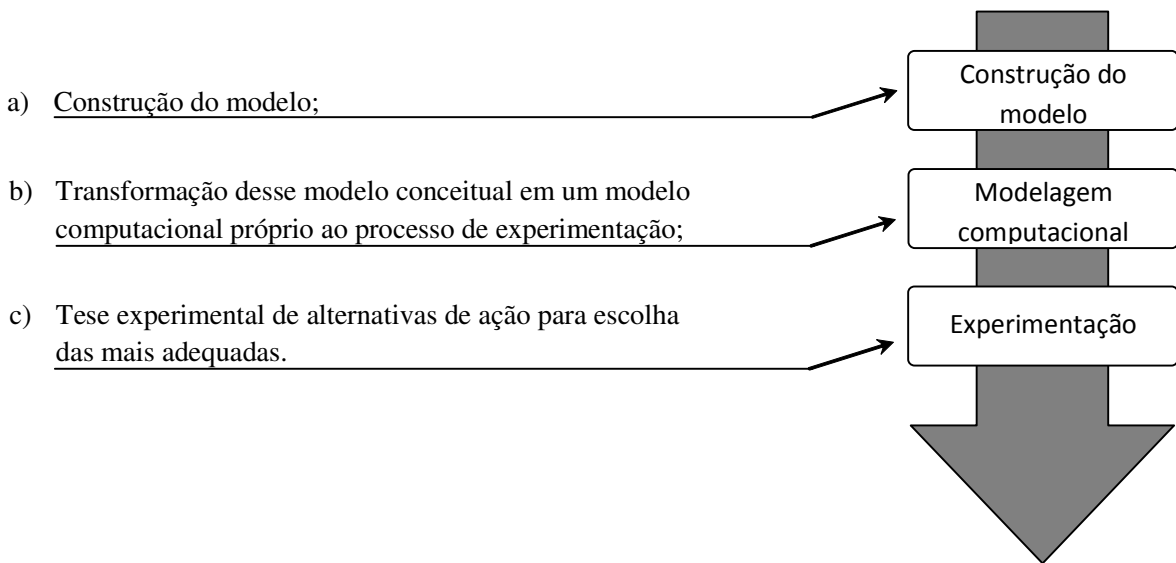 a) Construção do modelo;
Construção do
modelo
b) Transformação desse modelo conceitual em um modelo
computacional próprio ao processo de experimentação;
Modelagem
computacional
c) Tese experimental de alternativas de ação para escolha
das mais adequadas.
Experimentação